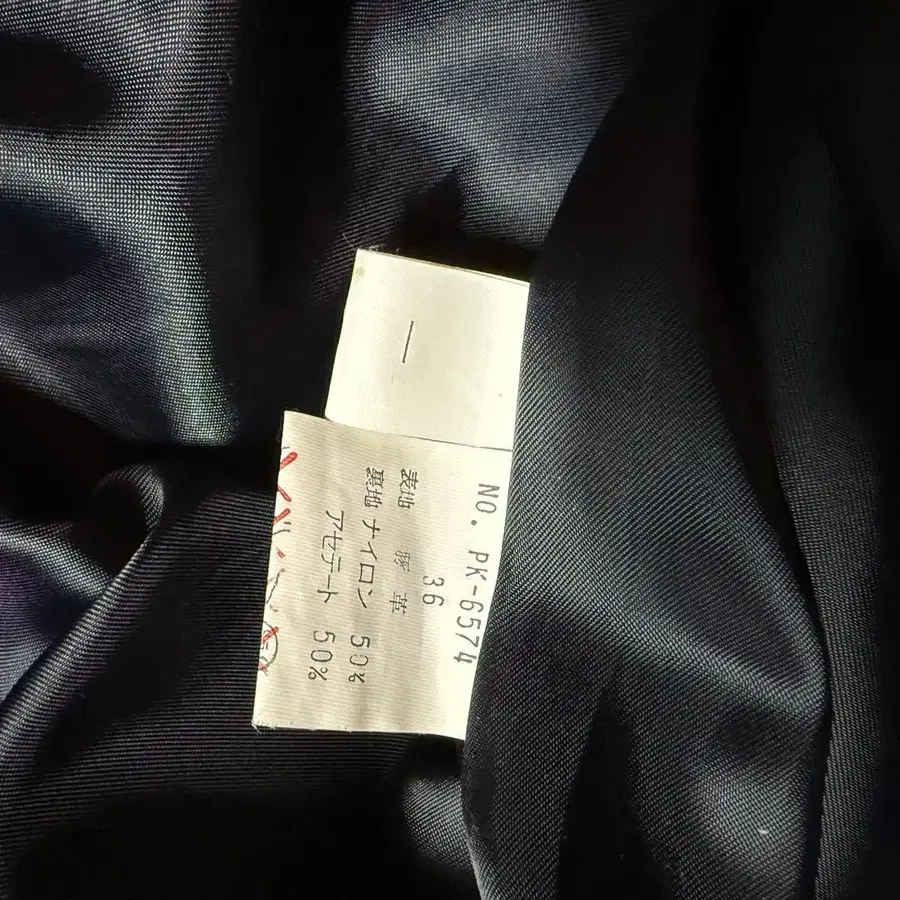 NO. PK-6574
36
表地 豚 革
裏地 ナイロン 50%
アセテート 50%